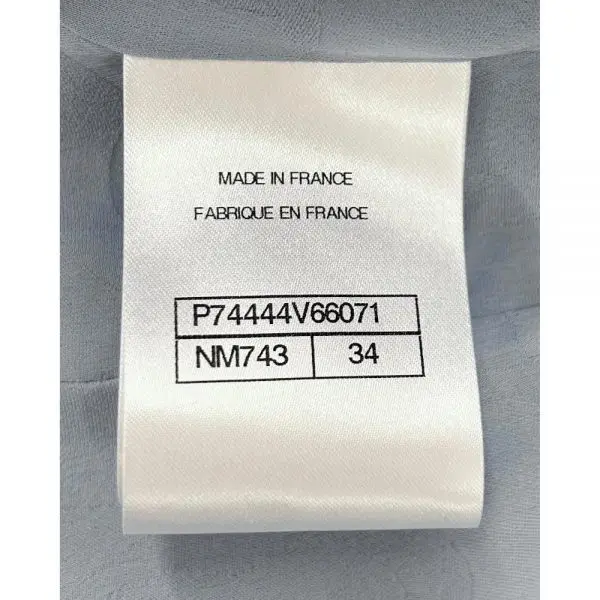 MADE IN FRANCE
FABRIQUE EN FRANCE
P74444V66071
NM743 34